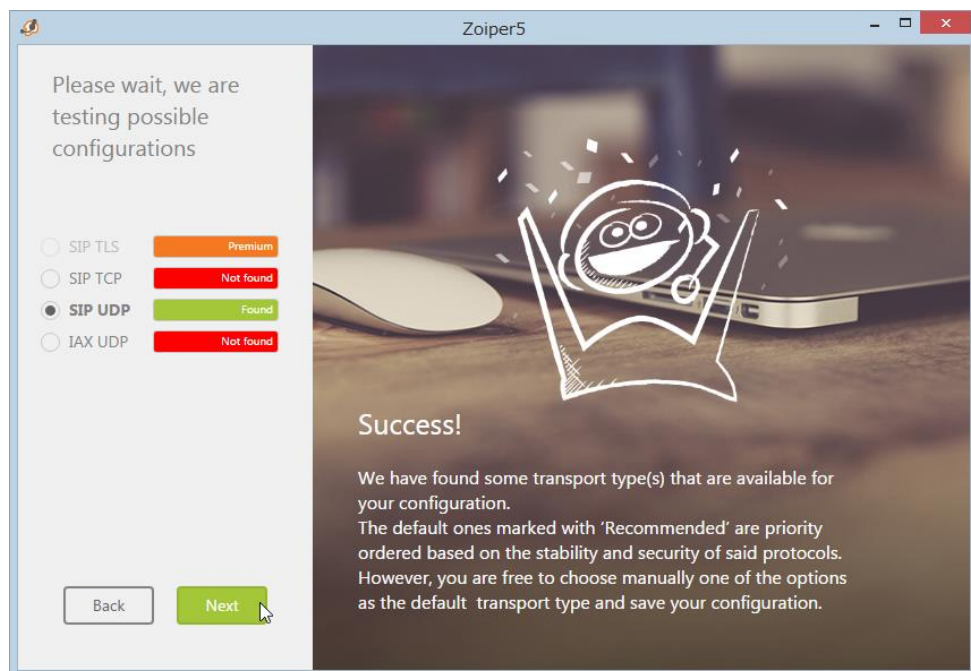 Zoiper5
Please wait, we are
testing possible
configurations
SIP TLS Premium
SIP TCP Not found
SIP UDP Found
IAX UDP Not found
Back Next
Success!
We have found some transport type(s) that are available for
your configuration.
The default ones marked with 'Recommended' are priority
ordered based on the stability and security of said protocols.
However, you are free to choose manually one of the options
as the default  transport type and save your configuration.